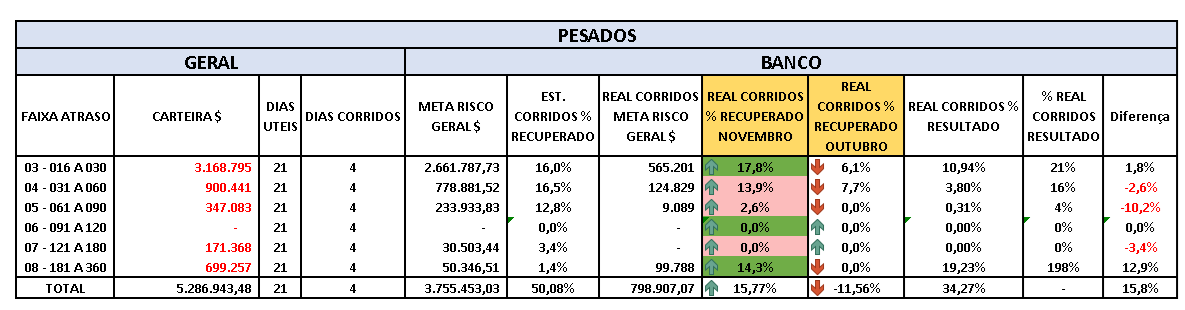 PESADOS
GERAL BANCO
FAIXA ATRASO CARTEIRA $ DIAS UTEIS DIAS CORRIDOS META RISCO GERAL $ EST. CORRIDOS % RECUPERADO REAL CORRIDOS META RISCO GERAL $ REAL CORRIDOS % RECUPERADO NOVEMBRO REAL CORRIDOS % RECUPERADO OUTUBRO REAL CORRIDOS % RESULTADO % REAL CORRIDOS RESULTADO Diferença
03 - 016 A 030 3.168.795 21 4 2.661.787,73 16,0% 565.201 17,8% 6,1% 10,94% 21% 1,8%
04 - 031 A 060 900.441 21 4 778.881,52 16,5% 124.829 13,9% 7,7% 3,80% 16% -2,6%
05 - 061 A 090 347.083 21 4 233.933,83 12,8% 9.089 2,6% 0,0% 0,31% 4% -10,2%
06 - 091 A 120 - 21 4 - 0,0% - 0,0% 0,0% 0,00% 0% 0,0%
07 - 121 A 180 171.368 21 4 30.503,44 3,4% - 0,0% 0,0% 0,00% 0% -3,4%
08 - 181 A 360 699.257 21 4 50.346,51 1,4% 99.788 14,3% 0,0% 19,23% 198% 12,9%
TOTAL 5.286.943,48 21 4 3.755.453,03 50,08% 798.907,07 15,77% -11,56% 34,27% - 15,8%